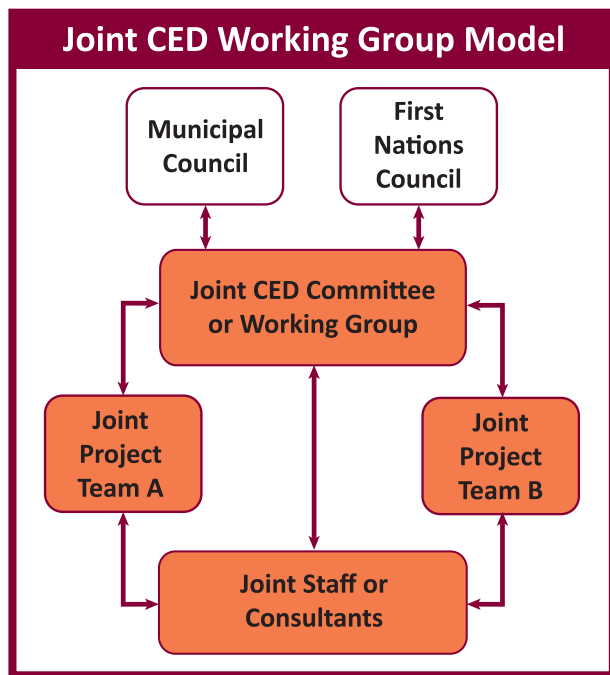 Joint CED Working Group Model
Municipal
Council
First
Nations
Council
Joint CED Committee
or Working Group
Joint
Project
Team A
Joint
Project
Team B
Joint Staff or
Consultants